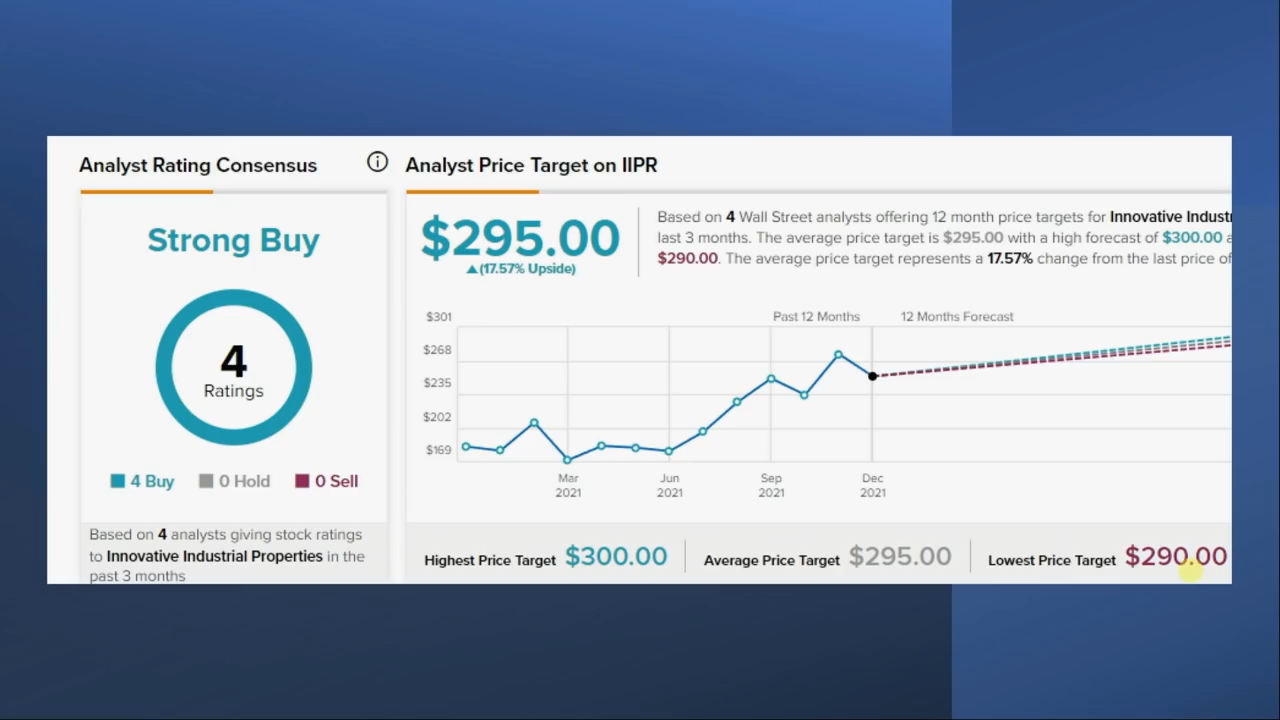 Analyst Rating Consensus
Strong Buy
4
Ratings
4 Buy 0 Hold 0 Sell
Based on 4 analysts giving stock ratings
to Innovative Industrial Properties in the
past 3 months
Analyst Price Target on IIPR
$295.00
▲(17.57% Upside)
Based on 4 Wall Street analysts offering 12 month price targets for Innovative
last 3 months. The average price target is $295.00 with a high forecast of $300.00
$290.00. The average price target represents a 17.57% change from the last price of
Past 12 Months 12 Months Forecast
$301
$268
$235
$202
$169
Mar 2021
Jun 2021
Sep 2021
Dec 2021
Highest Price Target $300.00
Average Price Target $295.00
Lowest Price Target $290.00